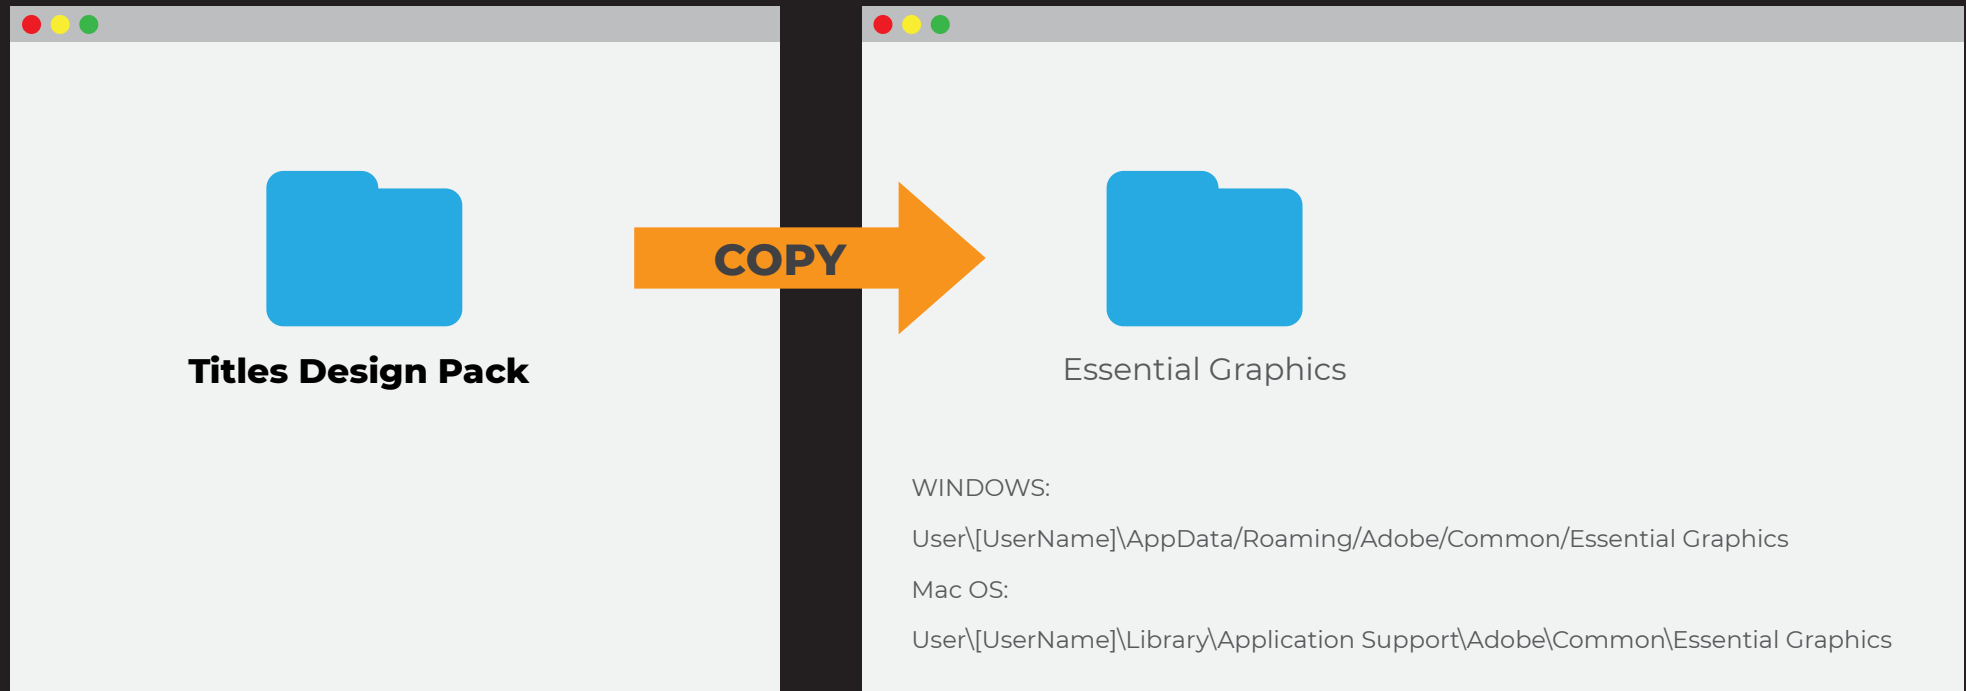 COPY
Titles Design Pack
Essential Graphics
WINDOWS:
User\[UserName]\AppData/Roaming/Adobe/Common/Essential Graphics
Mac OS:
User\[UserName]\Library\Application Support\Adobe\Common\Essential Graphics